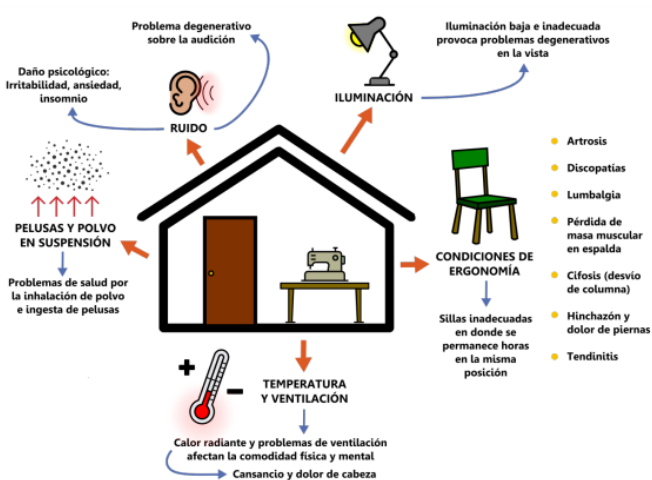 Problema degenerativo
sobre la audición
Daño psicológico:
Irritabilidad, ansiedad,
insomnio
RUIDO
Iluminación baja e inadecuada
provoca problemas degenerativos
en la vista
ILUMINACIÓN
PELUSAS Y POLVO
EN SUSPENSIÓN
Problemas de salud por
la inhalación de polvo
e ingesta de pelusas
CONDICIONES DE
ERGONOMÍA
Sillas inadecuadas
en donde se
permanece horas
en la misma
posición
Artrosis
Discopatías
Lumbalgia
Pérdida de
masa muscular
en espalda
Cifosis (desvío
de columna)
Hinchazón y
dolor de piernas
Tendinitis
+
-
TEMPERATURA
Y VENTILACIÓN
Calor radiante y problemas de ventilación
afectan la comodidad física y mental
Cansancio y dolor de cabeza